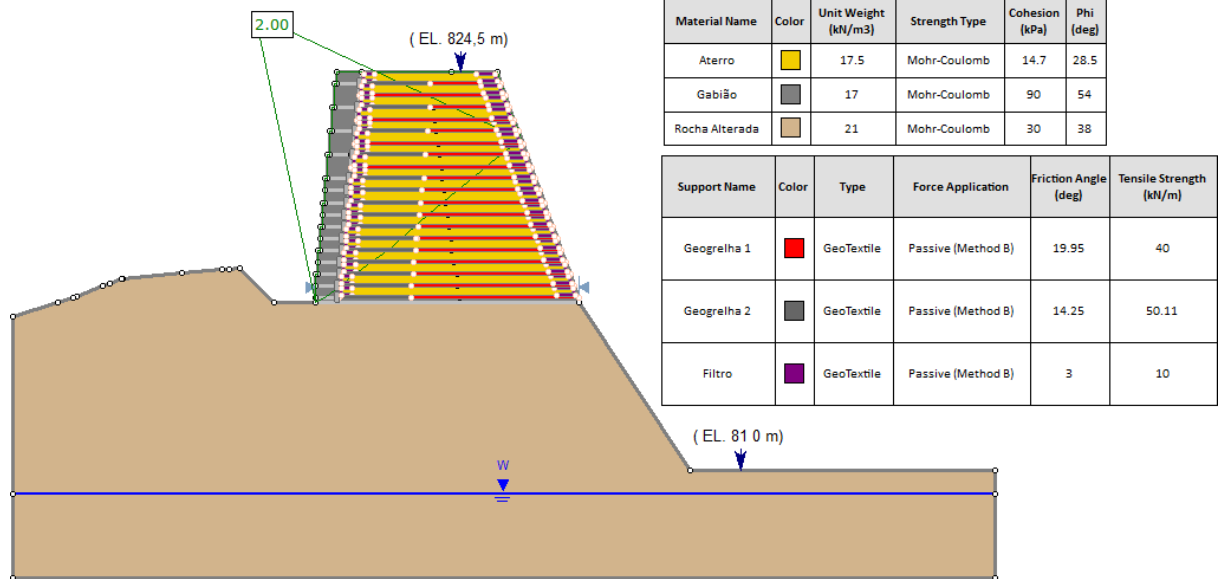 2.00
( EL. 824,5 m)
W
( EL. 81 0 m)
Material Name Color Unit Weight (kN/m3) Strength Type Cohesion (kPa) Phi (deg)
Aterro 17.5 Mohr-Coulomb 14.7 28.5
Gabião 17 Mohr-Coulomb 90 54
Rocha Alterada 21 Mohr-Coulomb 30 38
Support Name Color Type Force Application Friction Angle (deg) Tensile Strength (kN/m)
Geogrelha 1 GeoTextile Passive (Method B) 19.95 40
Geogrelha 2 GeoTextile Passive (Method B) 14.25 50.11
Filtro GeoTextile Passive (Method B) 3 10